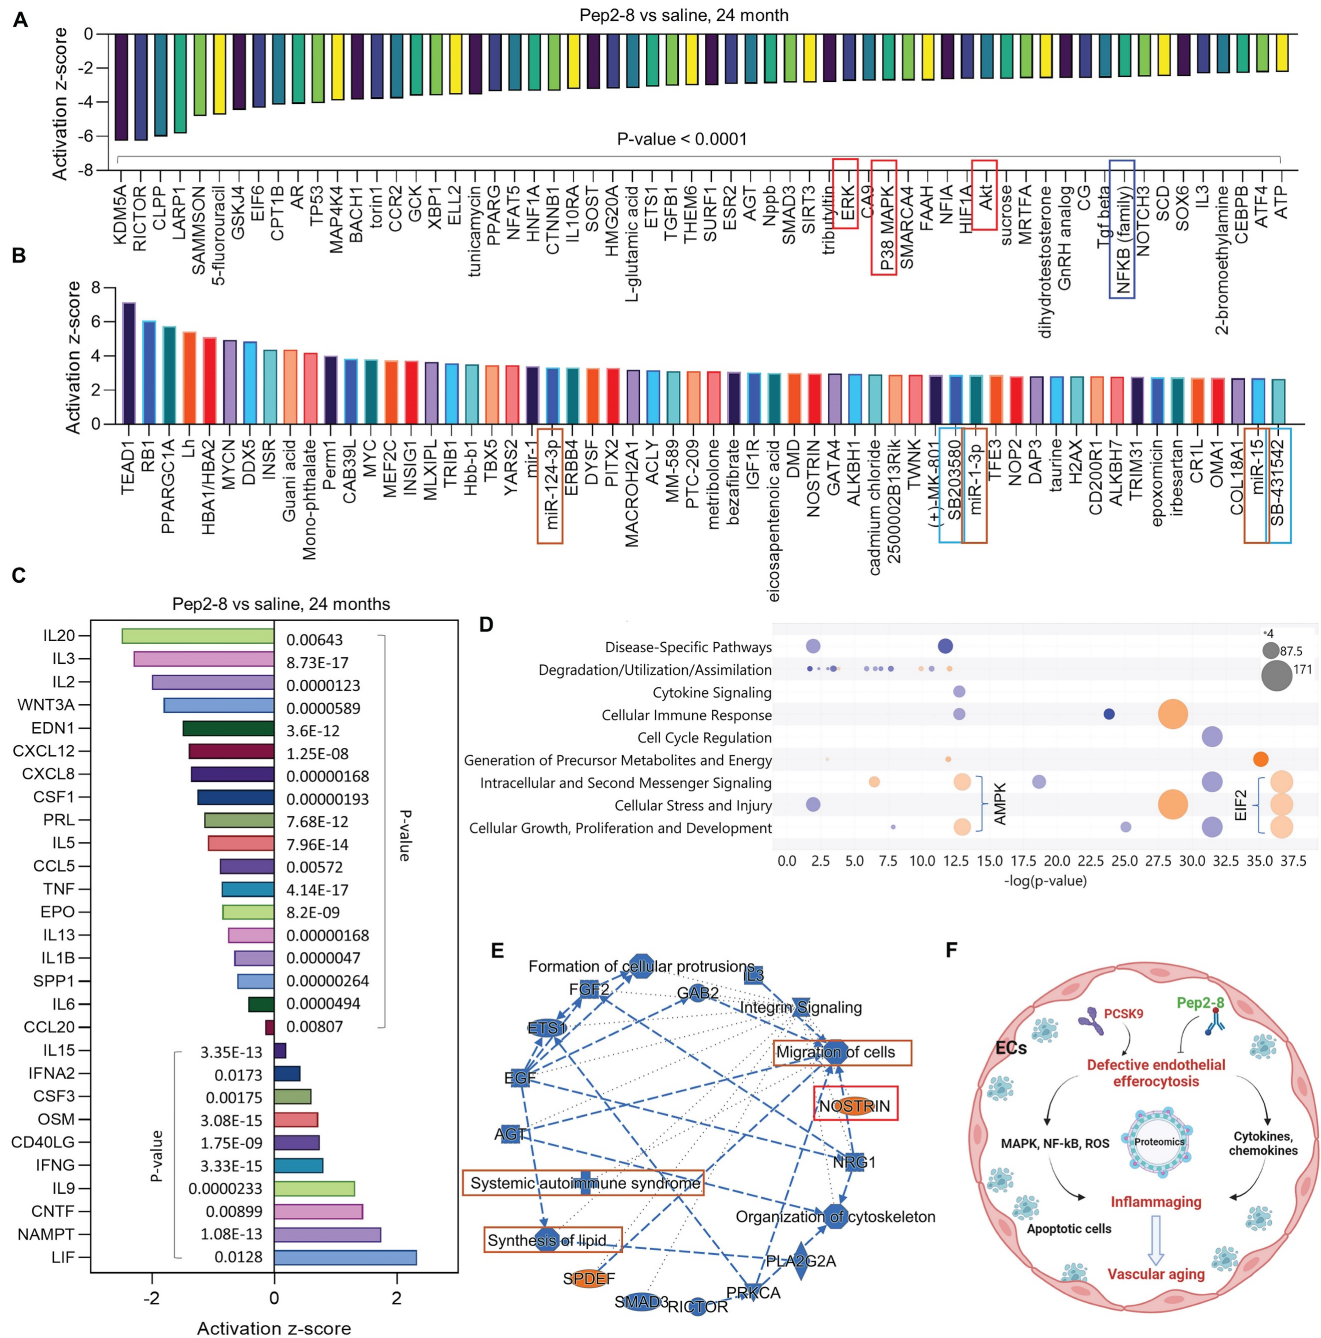 A
Pep2-8 vs saline, 24 month
Activation z-score
0
-2
-4
-6
-8
P-value < 0.0001
KDM5A
RICTOR
CLPP
LARP1
SAMMSON
5-fluorouracil
GSKJ4
EIF6
CPT1B
AR
TP53
MAP4K4
BACH1
torin1
CCR2
GCK
XBP1
ELL2
tunicamycin
PPARG
NFAT5
HNF1A
CTNNB1
IL10RA
SOST
HMG20A
L-glutamic acid
ETS1
TGFB1
THEM6
SURF1
ESR2
AGT
Nppb
SMAD3
SIRT3
tributyltin
ERK
CA9
P38 MAPK
SMARCA4
FAAH
NFIA
HIF1A
Akt
sucrose
MRTFA
dihydrotestosterone
GnRH analog
CG
Tgf beta
NFKB (family)
NOTCH3
SCD
SOX6
IL3
2-bromoethylamine
CEBPB
ATF4
ATP
B
Activation z-score
8
6
4
2
0
TEAD1
RB1
PPARGC1A
Lh
HBA1/HBA2
MYCN
DDX5
INSR
Guani acid
Mono-phthalate
Perm1
CAB39L
MYC
MEF2C
INSIG1
MLXIPL
TRIB1
Hbb-b1
TBX5
YARS2
mir-1
miR-124-3p
ERBB4
DYSF
PITX2
MACROH2A1
ACLY
MM-589
PTC-209
metribolone
bezafibrate
IGF1R
eicosapentenoic acid
DMD
NOSTRIN
GATA4
ALKBH1
cadmium chloride
2500002B13Rik
TWNK
(+)-MK-801
SB203580
miR-1-3p
TFE3
NOP2
DAP3
taurine
H2AX
CD200R1
ALKBH7
TRIM31
epoxomicin
irbesartan
CR1L
OMA1
COL18A1
miR-15
SB-431542
C
Pep2-8 vs saline, 24 months
IL20 0.00643
IL3 8.73E-17
IL2 0.0000123
WNT3A 0.0000589
EDN1 3.6E-12
CXCL12 1.25E-08
CXCL8 0.00000168
CSF1 0.00000193
PRL 7.68E-12
IL5 7.96E-14
CCL5 0.00572
TNF 4.14E-17
EPO 8.2E-09
IL13 0.00000168
IL1B 0.0000047
SPP1 0.00000264
IL6 0.0000494
CCL20 0.00807
P-value
IL15 3.35E-13
IFNA2 0.0173
CSF3 0.00175
OSM 3.08E-15
CD40LG 1.75E-09
IFNG 3.33E-15
IL9 0.0000233
CNTF 0.00899
NAMPT 1.08E-13
LIF 0.0128
P-value
-2 0 2
Activation z-score
D
Disease-Specific Pathways
Degradation/Utilization/Assimilation
Cytokine Signaling
Cellular Immune Response
Cell Cycle Regulation
Generation of Precursor Metabolites and Energy
Intracellular and Second Messenger Signaling
Cellular Stress and Injury
Cellular Growth, Proliferation and Development
4
87.5
171
AMPK
EIF2
0.0 2.5 5.0 7.5 10.0 12.5 15.0 17.5 20.0 22.5 25.0 27.5 30.0 32.5 35.0 37.5
-log(p-value)
E
Formation of cellular protrusions
IL3
FGF2
GAB2
Integrin Signaling
ETS1
Migration of cells
EGF
NOSTRIN
AGT
NRG1
Systemic autoimmune syndrome
Organization of cytoskeleton
Synthesis of lipid
PLA2G2A
SPDEF
PRKCA
SMAD3
RICTOR
F
PCSK9
Pep2-8
ECs
Defective endothelial
efferocytosis
MAPK, NF-kB, ROS
Proteomics
Cytokines,
chemokines
Inflammaging
Apoptotic cells
Vascular aging